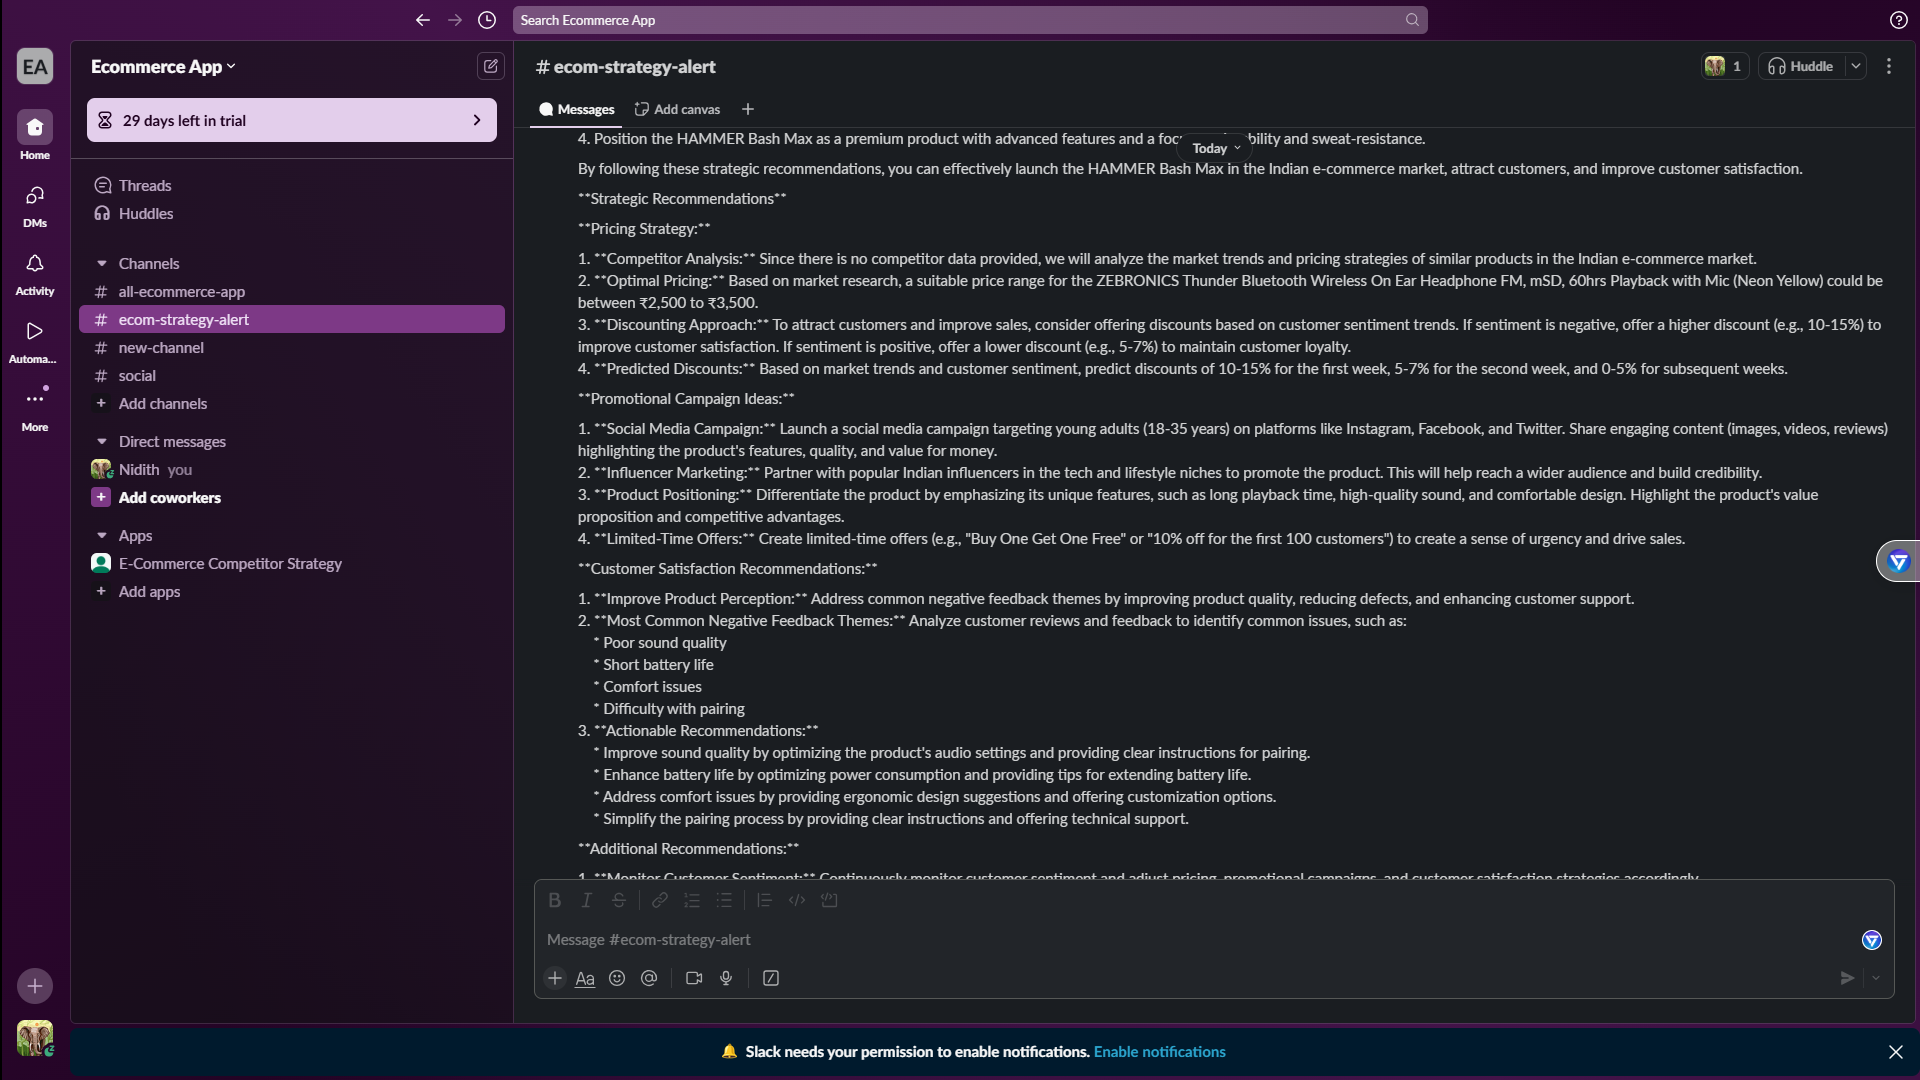 Search Ecommerce App
EA
Home
DMs
Activity
Automa...
More
Ecommerce App
29 days left in trial
Threads
Huddles
Channels
# all-ecommerce-app
# ecom-strategy-alert
# new-channel
# social
+ Add channels
Direct messages
Nidith you
+ Add coworkers
Apps
E-Commerce Competitor Strategy
+ Add apps
# ecom-strategy-alert
1
Huddle
Messages
Add canvas
Today
4. Position the HAMMER Bash Max as a premium product with advanced features and a bility and sweat-resistance.
By following these strategic recommendations, you can effectively launch the HAMMER Bash Max in the Indian e-commerce market, attract customers, and improve customer satisfaction.
**Strategic Recommendations**
**Pricing Strategy:**
1. **Competitor Analysis:** Since there is no competitor data provided, we will analyze the market trends and pricing strategies of similar products in the Indian e-commerce market.
2. **Optimal Pricing:** Based on market research, a suitable price range for the ZEBRONICS Thunder Bluetooth Wireless On Ear Headphone FM, mSD, 60hrs Playback with Mic (Neon Yellow) could be
between ₹2,500 to ₹3,500.
3. **Discounting Approach:** To attract customers and improve sales, consider offering discounts based on customer sentiment trends. If sentiment is negative, offer a higher discount (e.g., 10-15%) to
improve customer satisfaction. If sentiment is positive, offer a lower discount (e.g., 5-7%) to maintain customer loyalty.
4. **Predicted Discounts:** Based on market trends and customer sentiment, predict discounts of 10-15% for the first week, 5-7% for the second week, and 0-5% for subsequent weeks.
**Promotional Campaign Ideas:**
1. **Social Media Campaign:** Launch a social media campaign targeting young adults (18-35 years) on platforms like Instagram, Facebook, and Twitter. Share engaging content (images, videos, reviews)
highlighting the product's features, quality, and value for money.
2. **Influencer Marketing:** Partner with popular Indian influencers in the tech and lifestyle niches to promote the product. This will help reach a wider audience and build credibility.
3. **Product Positioning:** Differentiate the product by emphasizing its unique features, such as long playback time, high-quality sound, and comfortable design. Highlight the product's value
proposition and competitive advantages.
4. **Limited-Time Offers:** Create limited-time offers (e.g., "Buy One Get One Free" or "10% off for the first 100 customers") to create a sense of urgency and drive sales.
**Customer Satisfaction Recommendations:**
1. **Improve Product Perception:** Address common negative feedback themes by improving product quality, reducing defects, and enhancing customer support.
2. **Most Common Negative Feedback Themes:** Analyze customer reviews and feedback to identify common issues, such as:
* Poor sound quality
* Short battery life
* Comfort issues
* Difficulty with pairing
3. **Actionable Recommendations:**
* Improve sound quality by optimizing the product's audio settings and providing clear instructions for pairing.
* Enhance battery life by optimizing power consumption and providing tips for extending battery life.
* Address comfort issues by providing ergonomic design suggestions and offering customization options.
* Simplify the pairing process by providing clear instructions and offering technical support.
**Additional Recommendations:**
1. **Monitor Customer Sentiment:** Continuously monitor customer sentiment and adjust pricing, promotional campaigns, and customer satisfaction strategies accordingly.
Message #ecom-strategy-alert
Aa
Slack needs your permission to enable notifications. Enable notifications